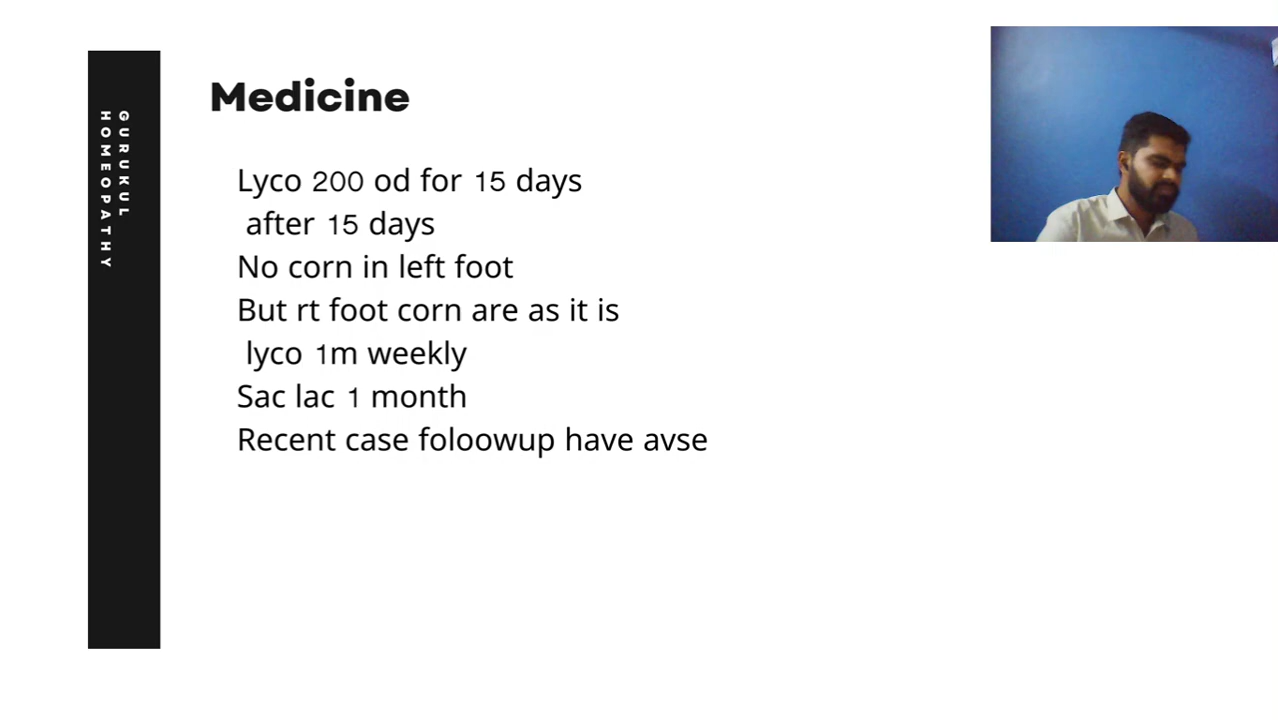 GURUKUL
HOMEOPATHY
Medicine
Lyco 200 od for 15 days
after 15 days
No corn in left foot
But rt foot corn are as it is
lyco 1m weekly
Sac lac 1 month
Recent case foloowup have avse